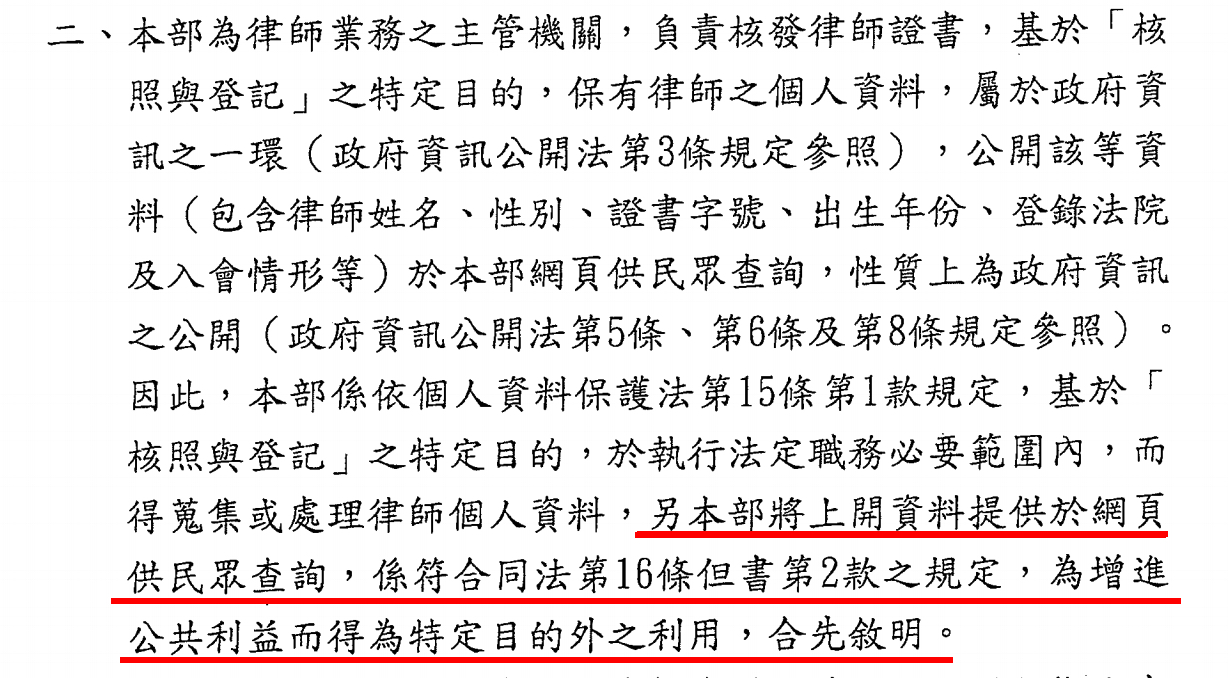 二、本部為律師業務之主管機關，負責核發律師證書，基於「核
照與登記」之特定目的，保有律師之個人資料，屬於政府資
訊之一環（政府資訊公開法第3條規定參照），公開該等資
料（包含律師姓名、性別、證書字號、出生年份、登錄法院
及入會情形等）於本部網頁供民眾查詢，性質上為政府資訊
之公開（政府資訊公開法第5條、第6條及第8條規定參照）。
因此，本部係依個人資料保護法第15條第1款規定，基於「
核照與登記」之特定目的，於執行法定職務必要範圍內，而
得蒐集或處理律師個人資料，另本部將上開資料提供於網頁
供民眾查詢，係符合同法第16條但書第2款之規定，為增進
公共利益而得為特定目的外之利用，合先敘明。